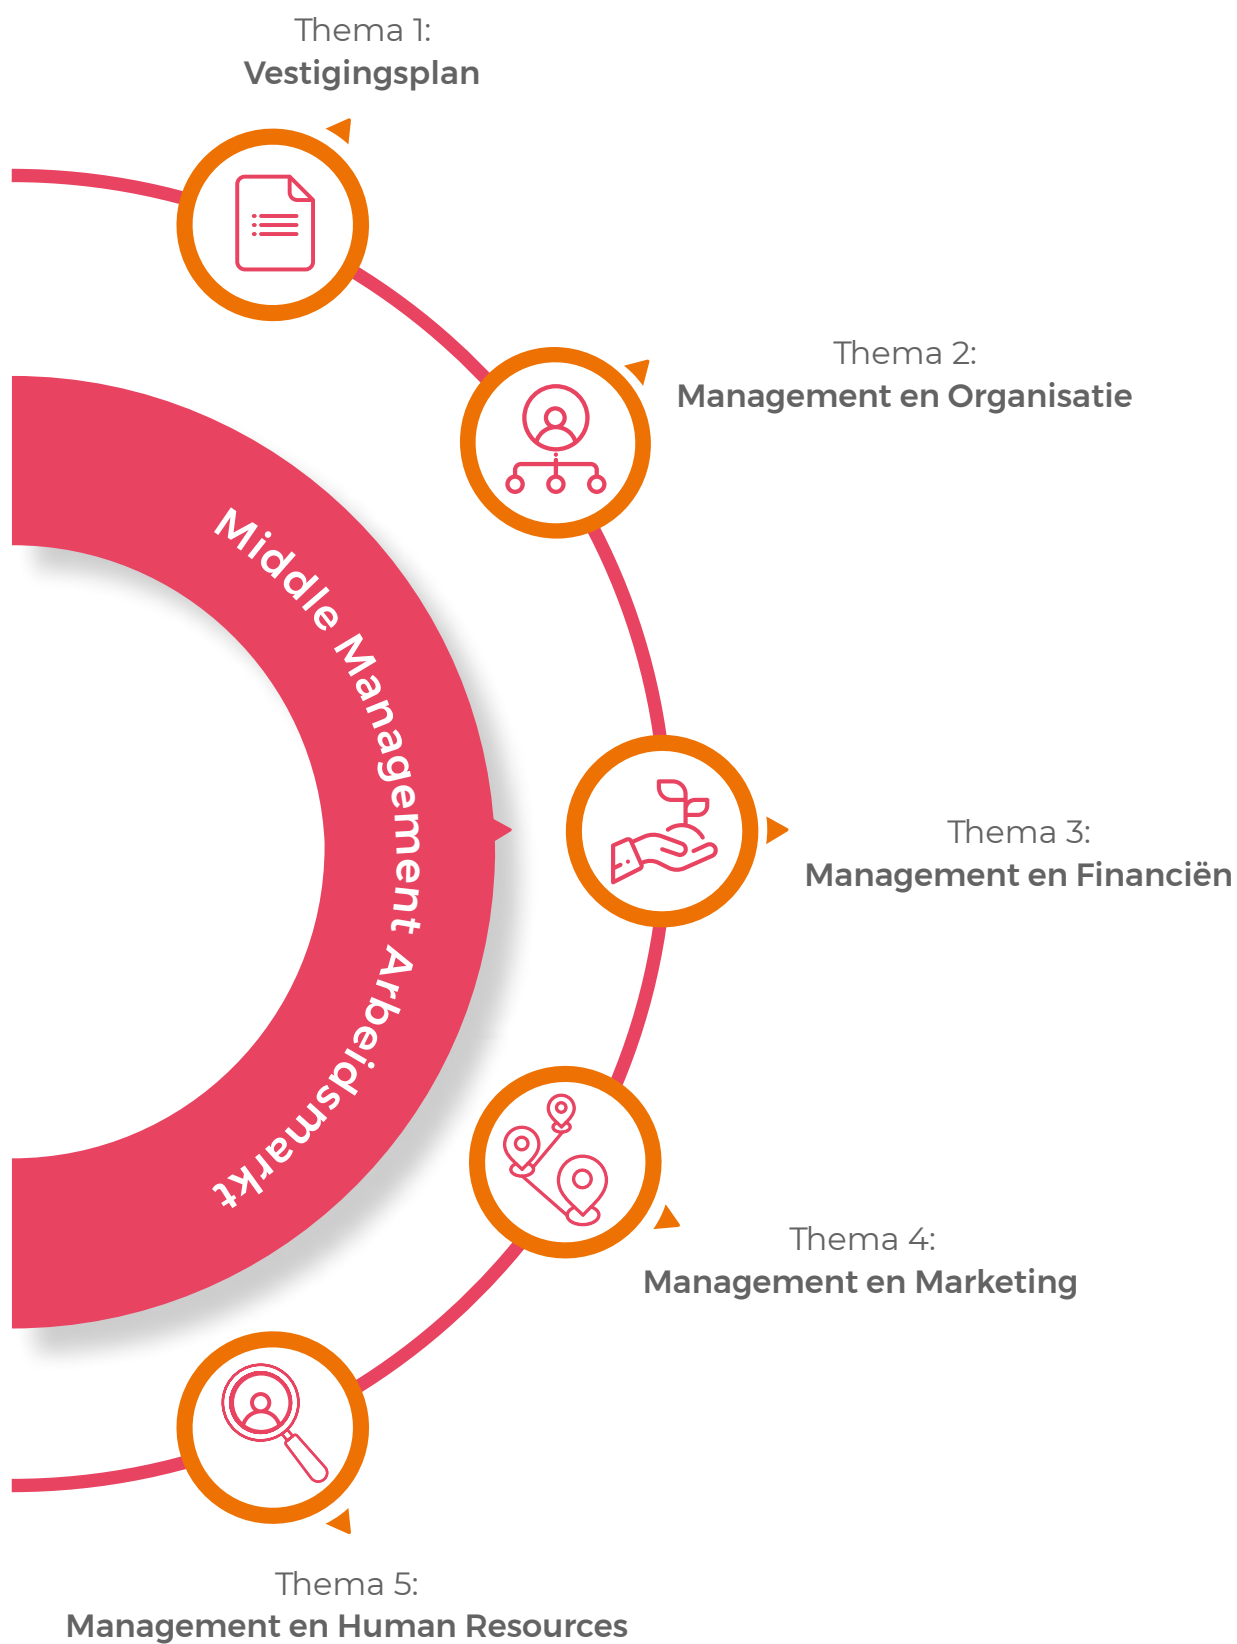 Thema 1:
Vestigingsplan
Thema 2:
Management en Organisatie
Middle Management Arbeidsmarkt
Thema 3:
Management en Financiën
Thema 4:
Management en Marketing
Thema 5:
Management en Human Resources